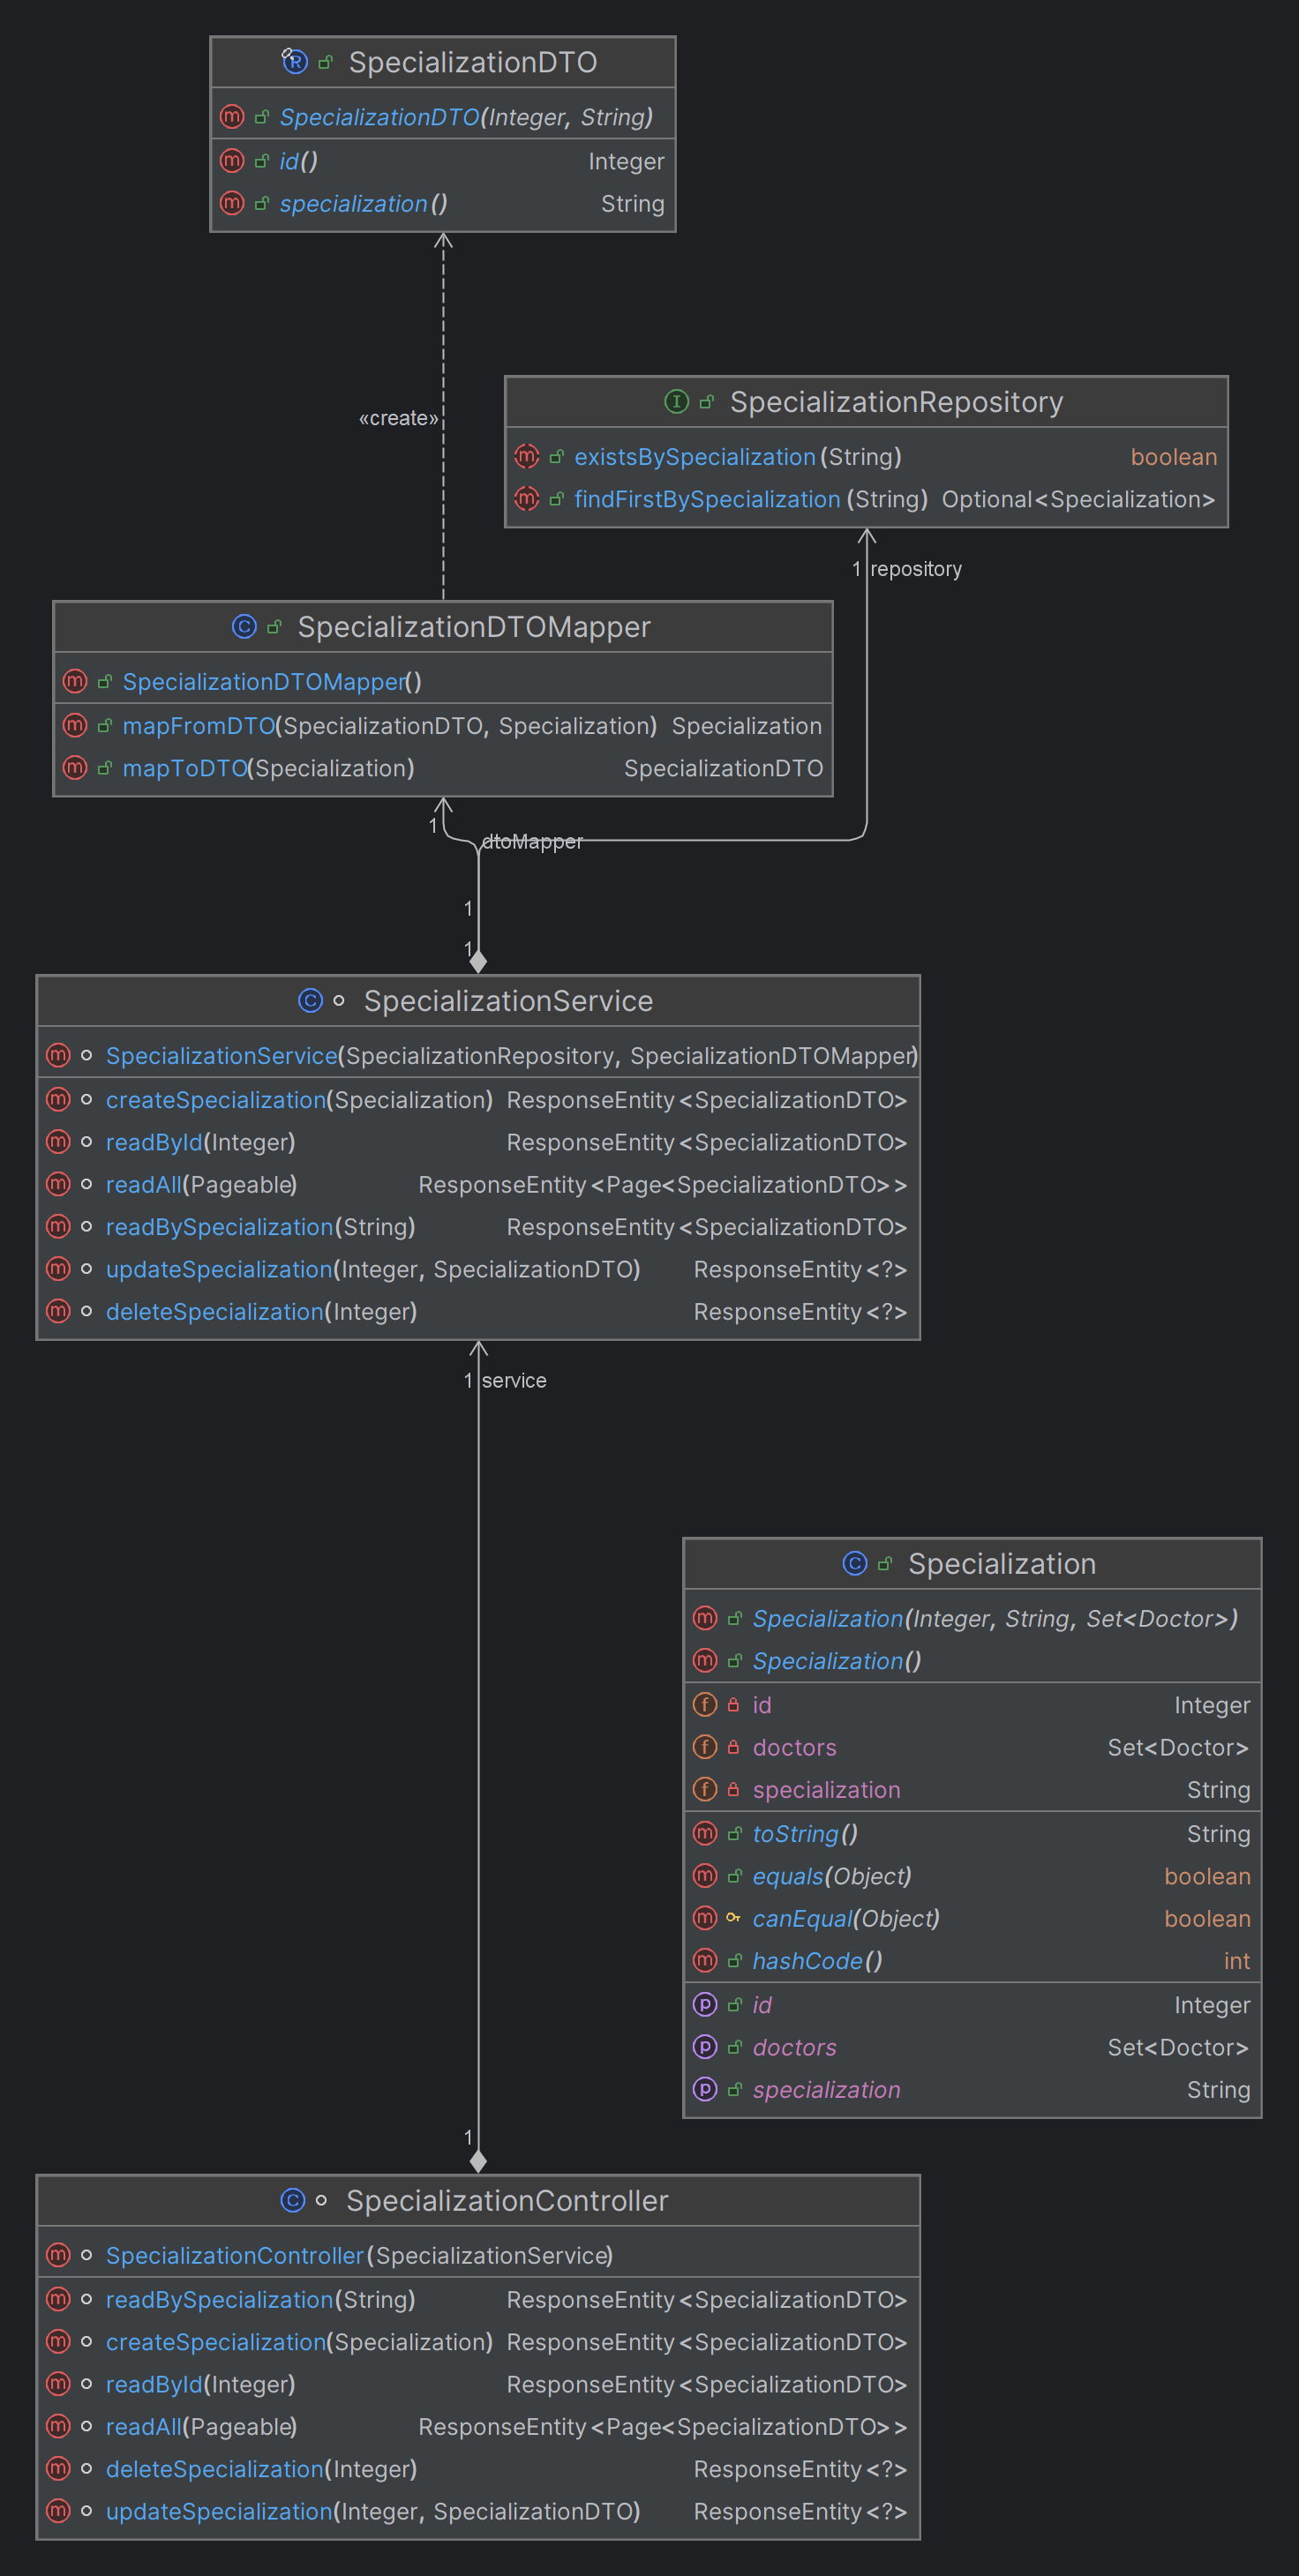 SpecializationDTO
SpecializationDTO(Integer, String)
id() Integer
specialization() String
«create»
SpecializationRepository
existsBySpecialization(String) boolean
findFirstBySpecialization(String) Optional<Specialization>
1 repository
SpecializationDTOMapper
SpecializationDTOMapper()
mapFromDTO(SpecializationDTO, Specialization) Specialization
mapToDTO(Specialization) SpecializationDTO
1
dtoMapper
1
1
SpecializationService
SpecializationService(SpecializationRepository, SpecializationDTOMapper)
createSpecialization(Specialization) ResponseEntity<SpecializationDTO>
readById(Integer) ResponseEntity<SpecializationDTO>
readAll(Pageable) ResponseEntity<Page<SpecializationDTO>>
readBySpecialization(String) ResponseEntity<SpecializationDTO>
updateSpecialization(Integer, SpecializationDTO) ResponseEntity<?>
deleteSpecialization(Integer) ResponseEntity<?>
1 service
Specialization
Specialization(Integer, String, Set<Doctor>)
Specialization()
id Integer
doctors Set<Doctor>
specialization String
toString() String
equals(Object) boolean
canEqual(Object) boolean
hashCode() int
id Integer
doctors Set<Doctor>
specialization String
1
SpecializationController
SpecializationController(SpecializationService)
readBySpecialization(String) ResponseEntity<SpecializationDTO>
createSpecialization(Specialization) ResponseEntity<SpecializationDTO>
readById(Integer) ResponseEntity<SpecializationDTO>
readAll(Pageable) ResponseEntity<Page<SpecializationDTO>>
deleteSpecialization(Integer) ResponseEntity<?>
updateSpecialization(Integer, SpecializationDTO) ResponseEntity<?>